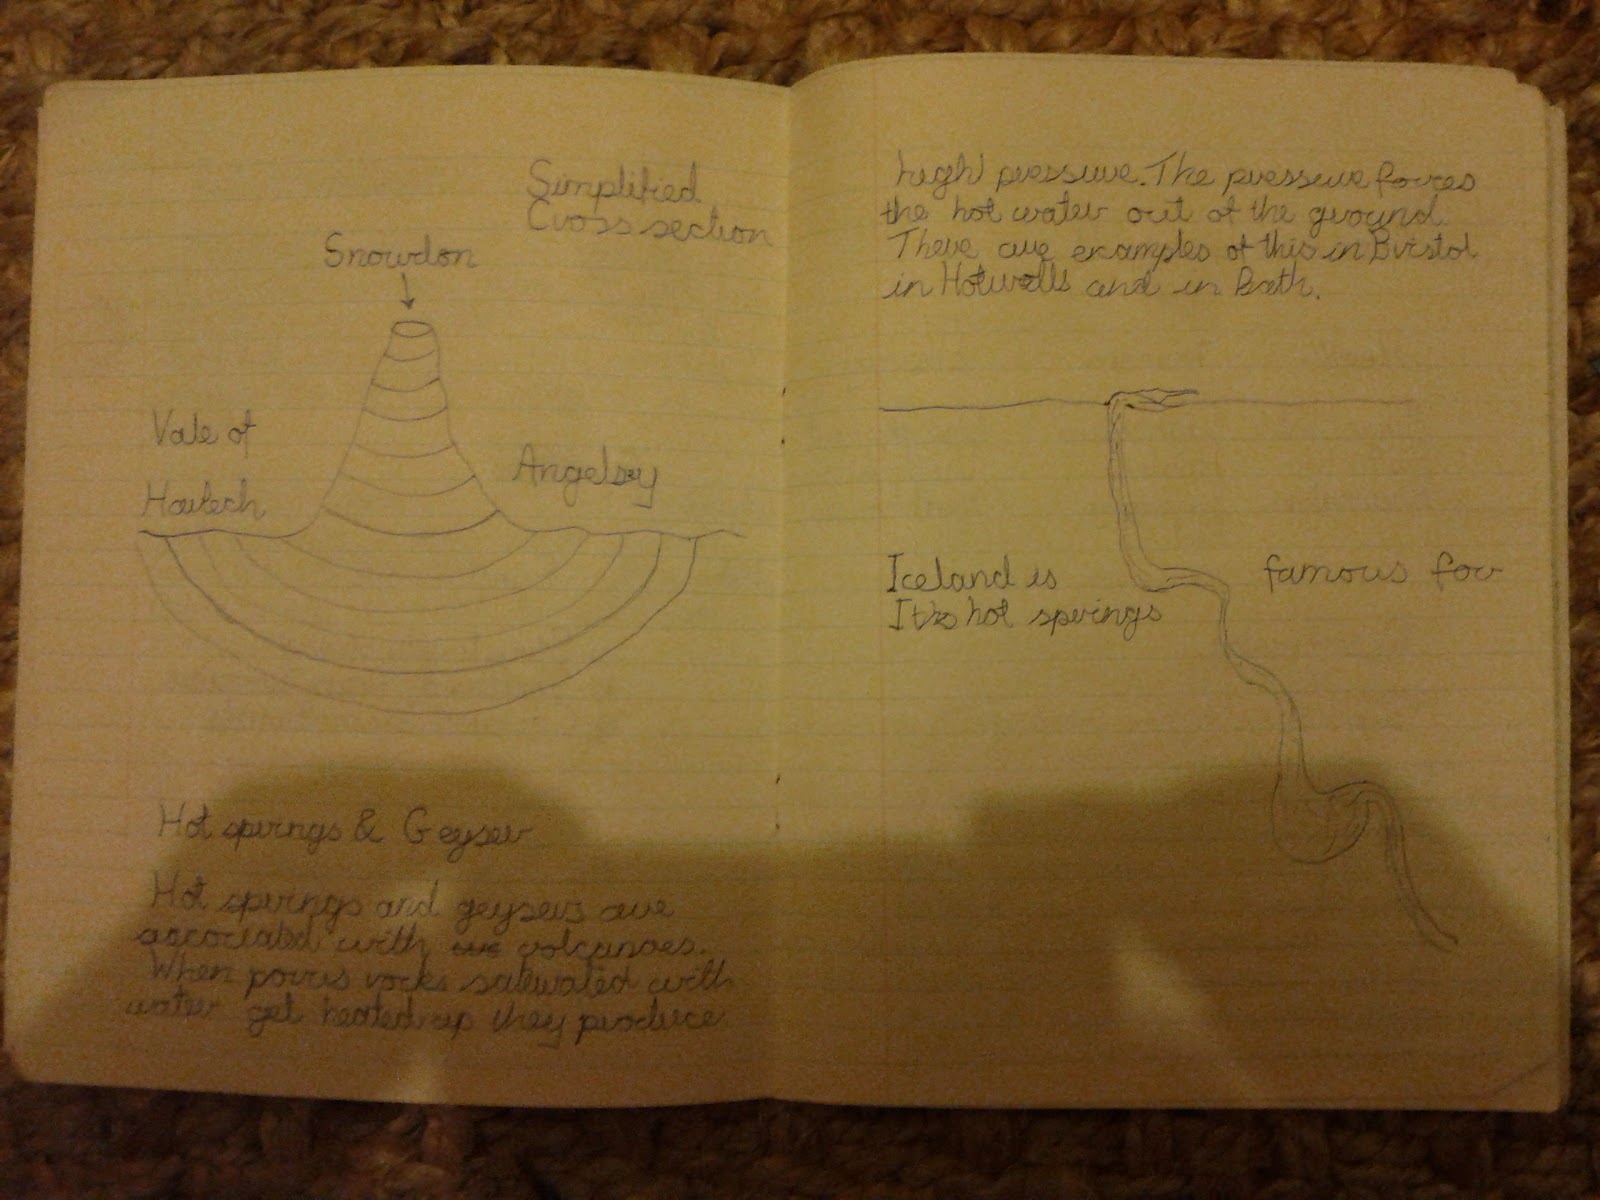 Simplified
Cross section
Snowdon
Vale of
Harlech
Angelsey
Hot springs & Geyser
Hot springs and geysers are
associated with are volcanoes.
When porris rocks saturated with
water get heated up they produce
high pressure. The pressure forces
the hot water out of the ground.
There are examples of this in Bristol
in Hotwells and in Bath.
Iceland is famous for
It's hot springs